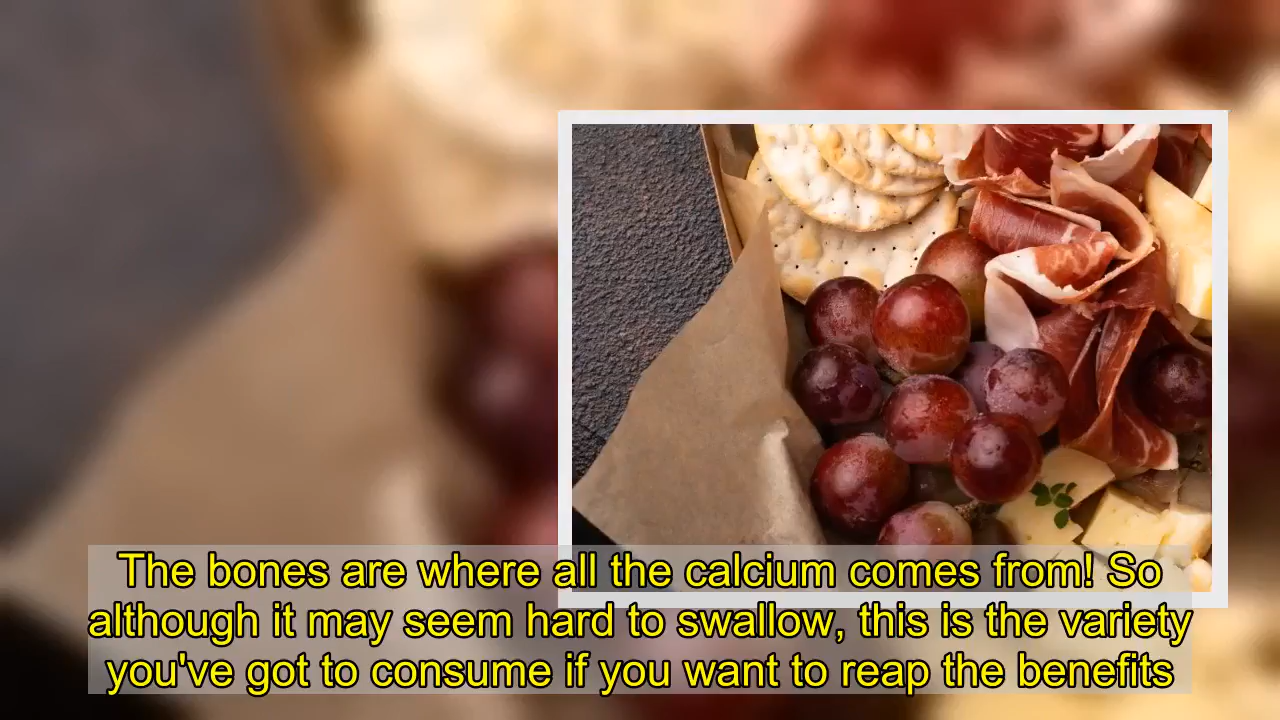 The bones are where all the calcium comes from! So
although it may seem hard to swallow, this is the variety
you've got to consume if you want to reap the benefits